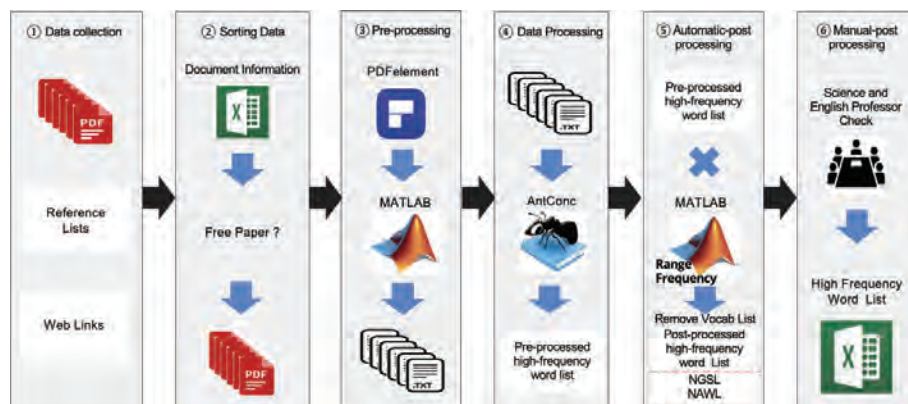 ① Data collection
PDF
Reference
Lists
Web Links
② Sorting Data
Document Information
X
Free Paper ?
PDF
③ Pre-processing
PDFelement
MATLAB
.TXT
④ Data Processing
.TXT
AntConc
Pre-processed
high-frequency
word list
⑤ Automatic-post
processing
Pre-processed
high-frequency
word list
MATLAB
Range
Frequency
Remove Vocab List
Post-processed
high-frequency
word List
NGSL
NAWL
⑥ Manual-post
processing
Science and
English Professor
Check
High Frequency
Word List
X